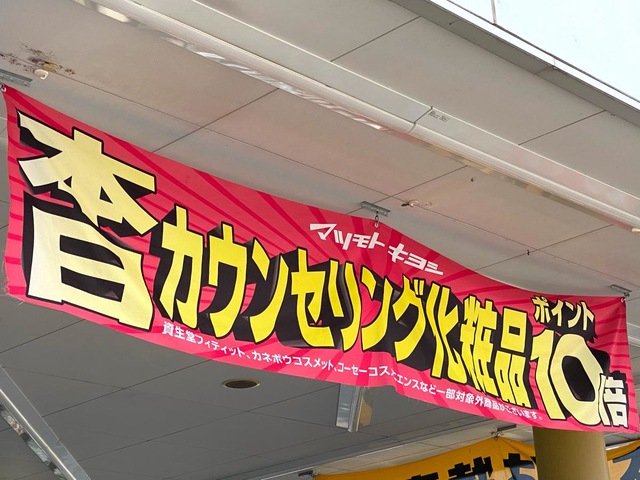 マツモトキヨシ
本日
カウンセリング化粧品
ポイント
10倍
資生堂フィティット、カネボウコスメット、コーセーコスメニエンスなど一部対象外商品がございます。